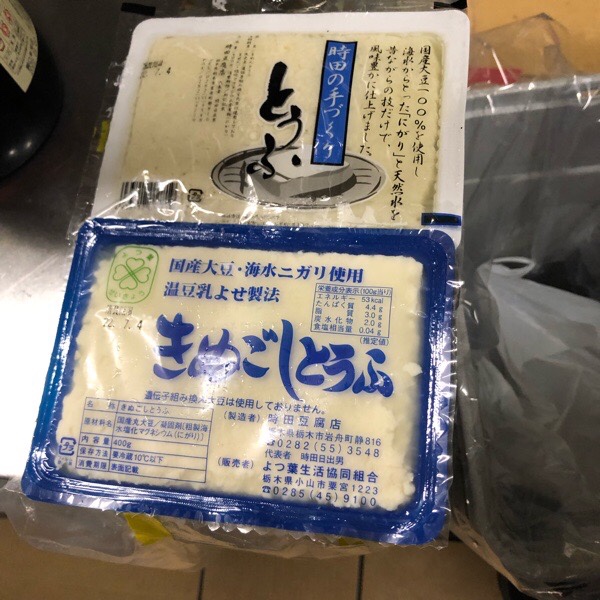 国産大豆一〇〇%を使用し
海水からとった「にがり」と天然水を
昔ながらの技だけで、
風味豊かに仕上げました。
時田の手づくり
とうふ
7.4
国産大豆・海水ニガリ使用
温豆乳よせ製法
22.7.4
栄養成分表示(100g当り)
エネルギー 53kcal
たんぱく質 4.4g
脂質 3.0g
炭水化物 2.0g
食塩相当量 0.04g
(推定値)
きぬごしとうふ
遺伝子組み換え大豆は使用しておりません。
名称 きぬごしとうふ
原材料名 国産丸大豆/凝固剤[粗製海
水塩化マグネシウム(にがり)]
内容量 400g
保存方法 要冷蔵10℃以下
消費期限 表面記載
(製造者) 時田豆腐店
栃木県栃木市岩舟町静816
☎0282(55)3548
代表者 時田日出男
(販売者) よつ葉生活協同組合
栃木県小山市粟宮1223
☎0285(45)9100